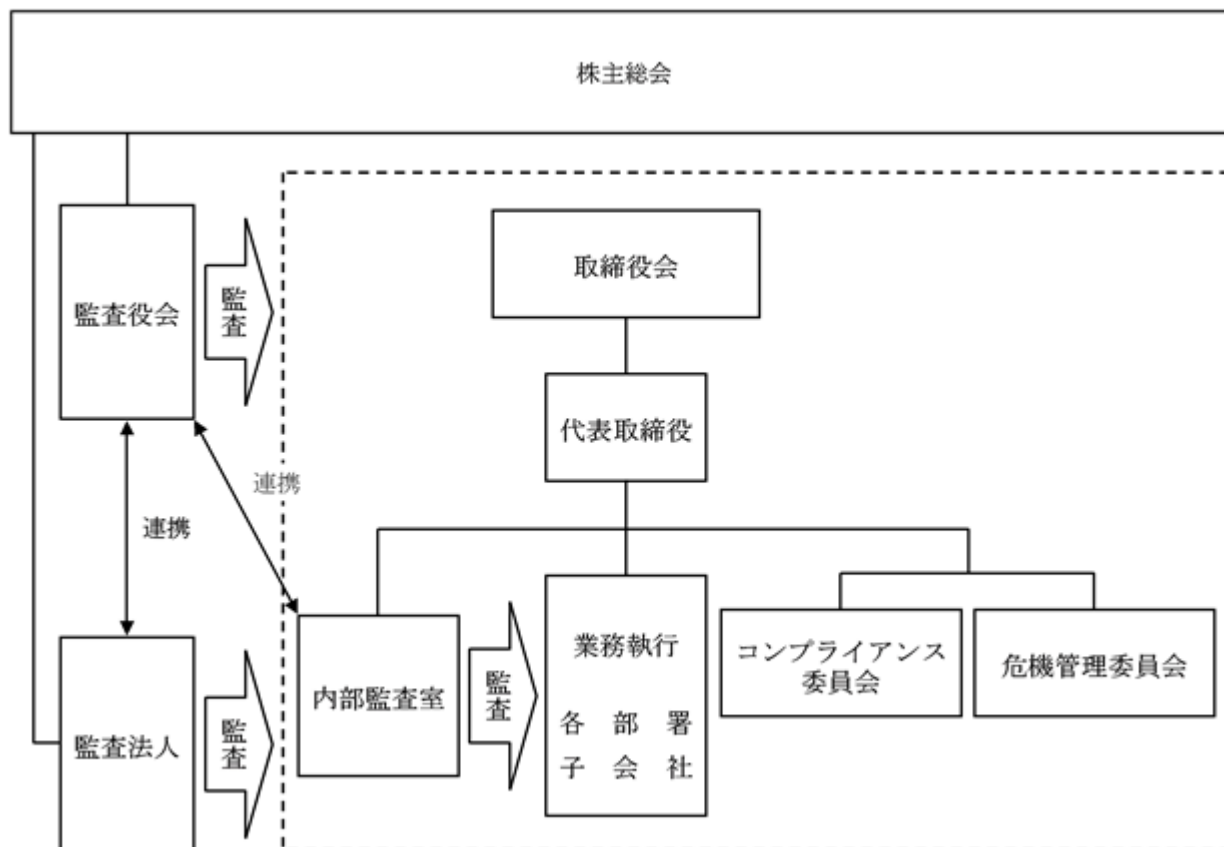 株主総会
取締役会
監査役会
監査
代表取締役
連携
連携
業務執行
コンプライアンス
委員会
危機管理委員会
内部監査室
監査
各部署
子会社
監査法人
監査